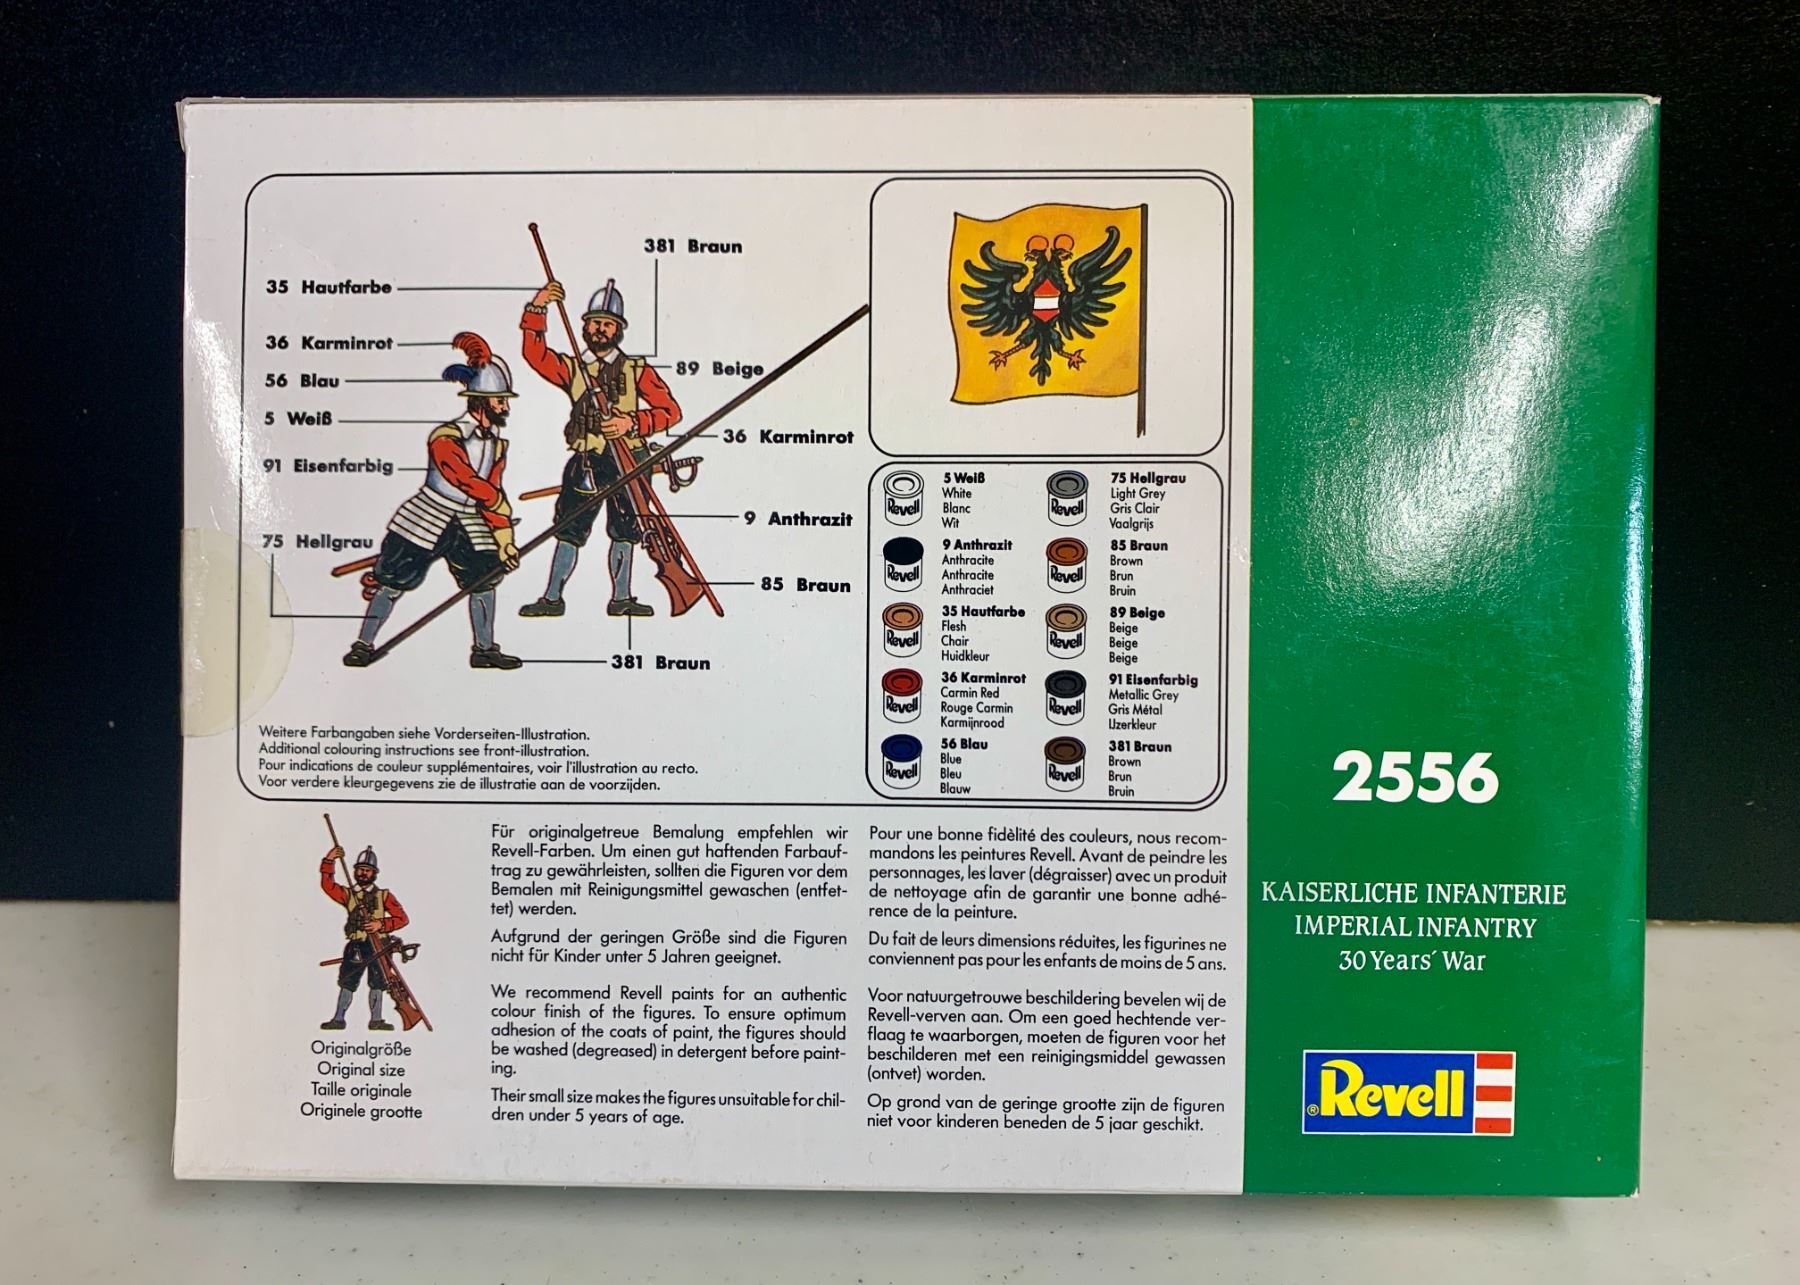 381 Braun
35 Hautfarbe
36 Karminrot
89 Beige
56 Blau
5 Weiß
36 Karminrot
91 Eisenfarbig
9 Anthrazit
75 Hellgrau
85 Braun
381 Braun
Weitere Farbangaben siehe Vorderseiten-Illustration.
Additional colouring instructions see front-illustration.
Pour indications de couleur supplémentaires, voir l'illustration au recto.
Voor verdere kleurgegevens zie de illustratie aan de voorzijden.
Revell
5 Weiß
White
Blanc
Wit
Revell
9 Anthrazit
Anthracite
Anthracite
Anthraciet
Revell
35 Hautfarbe
Flesh
Chair
Huidkleur
Revell
36 Karminrot
Carmin Red
Rouge Carmin
Karmijnrood
Revell
56 Blau
Blue
Bleu
Blauw
Revell
75 Hellgrau
Light Grey
Gris Clair
Vaalgrijs
Revell
85 Braun
Brown
Brun
Bruin
Revell
89 Beige
Beige
Beige
Beige
Revell
91 Eisenfarbig
Metallic Grey
Gris Métal
IJzerkleur
Revell
381 Braun
Brown
Brun
Bruin
Originalgröße
Original size
Taille originale
Originele grootte
Für originalgetreue Bemalung empfehlen wir
Revell-Farben. Um einen gut haftenden Farbauf-
trag zu gewährleisten, sollten die Figuren vor dem
Bemalen mit Reinigungsmittel gewaschen (entfet-
tet) werden.
Aufgrund der geringen Größe sind die Figuren
nicht für Kinder unter 5 Jahren geeignet.
We recommend Revell paints for an authentic
colour finish of the figures. To ensure optimum
adhesion of the coats of paint, the figures should
be washed (degreased) in detergent before paint-
ing.
Their small size makes the figures unsuitable for chil-
dren under 5 years of age.
Pour une bonne fidèlité des couleurs, nous recom-
mandons les peintures Revell. Avant de peindre les
personnages, les laver (dégraisser) avec un produit
de nettoyage afin de garantir une bonne adhé-
rence de la peinture.
Du fait de leurs dimensions réduites, les figurines ne
conviennent pas pour les enfants de moins de 5 ans.
Voor natuurgetrouwe beschildering bevelen wij de
Revell-verven aan. Om een goed hechtende ver-
flaag te waarborgen, moeten de figuren voor het
beschilderen met een reinigingsmiddel gewassen
(ontvet) worden.
Op grond van de geringe grootte zijn de figuren
niet voor kinderen beneden de 5 jaar geschikt.
2556
KAISERLICHE INFANTERIE
IMPERIAL INFANTRY
30 Years´ War
® Revell